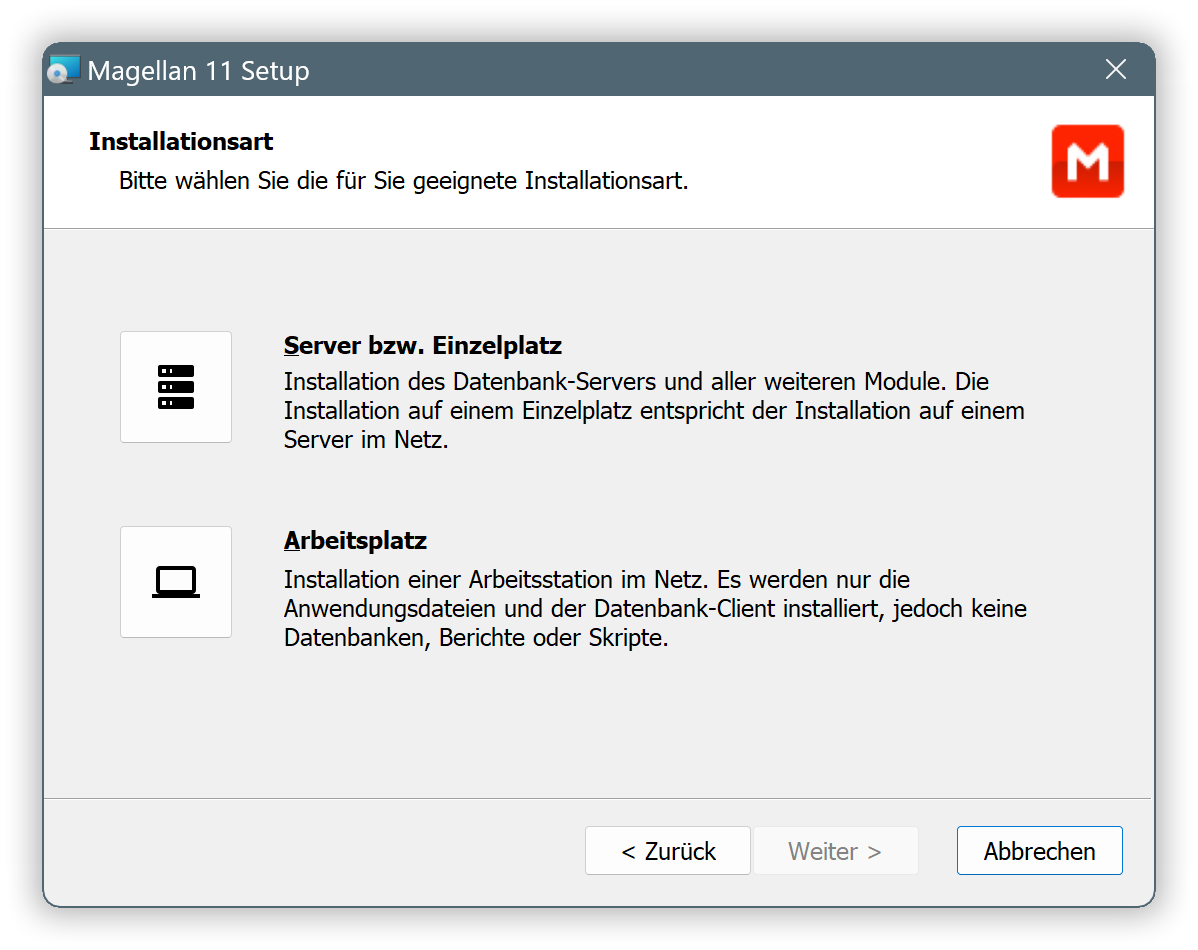 Magellan 11 Setup
Installationsart
Bitte wählen Sie die für Sie geeignete Installationsart.
M
Server bzw. Einzelplatz
Installation des Datenbank-Servers und aller weiteren Module. Die
Installation auf einem Einzelplatz entspricht der Installation auf einem
Server im Netz.
Arbeitsplatz
Installation einer Arbeitsstation im Netz. Es werden nur die
Anwendungsdateien und der Datenbank-Client installiert, jedoch keine
Datenbanken, Berichte oder Skripte.
< Zurück Weiter > Abbrechen